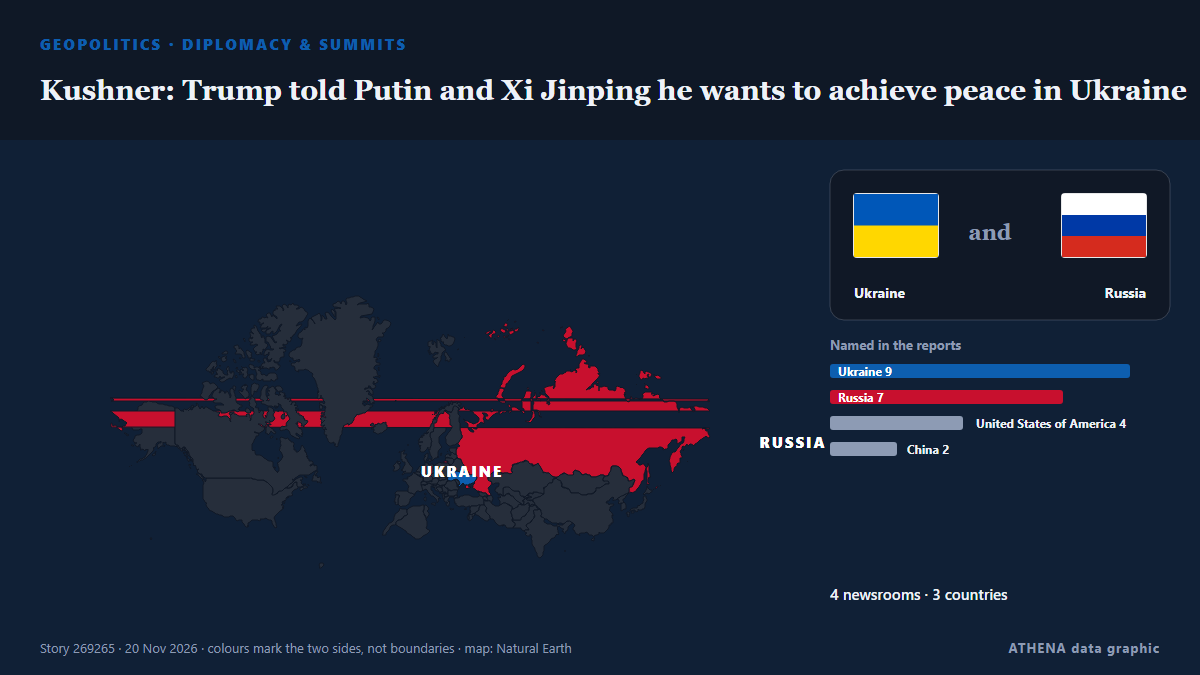 GEOPOLITICS · DIPLOMACY & SUMMITS
Kushner: Trump told Putin and Xi Jinping he wants to achieve peace in Ukraine
and
Ukraine
Russia
Named in the reports
Ukraine 9
Russia 7
United States of America 4
China 2
RUSSIA
UKRAINE
4 newsrooms · 3 countries
Story 269265 · 20 Nov 2026 · colours mark the two sides, not boundaries · map: Natural Earth
ATHENA data graphic